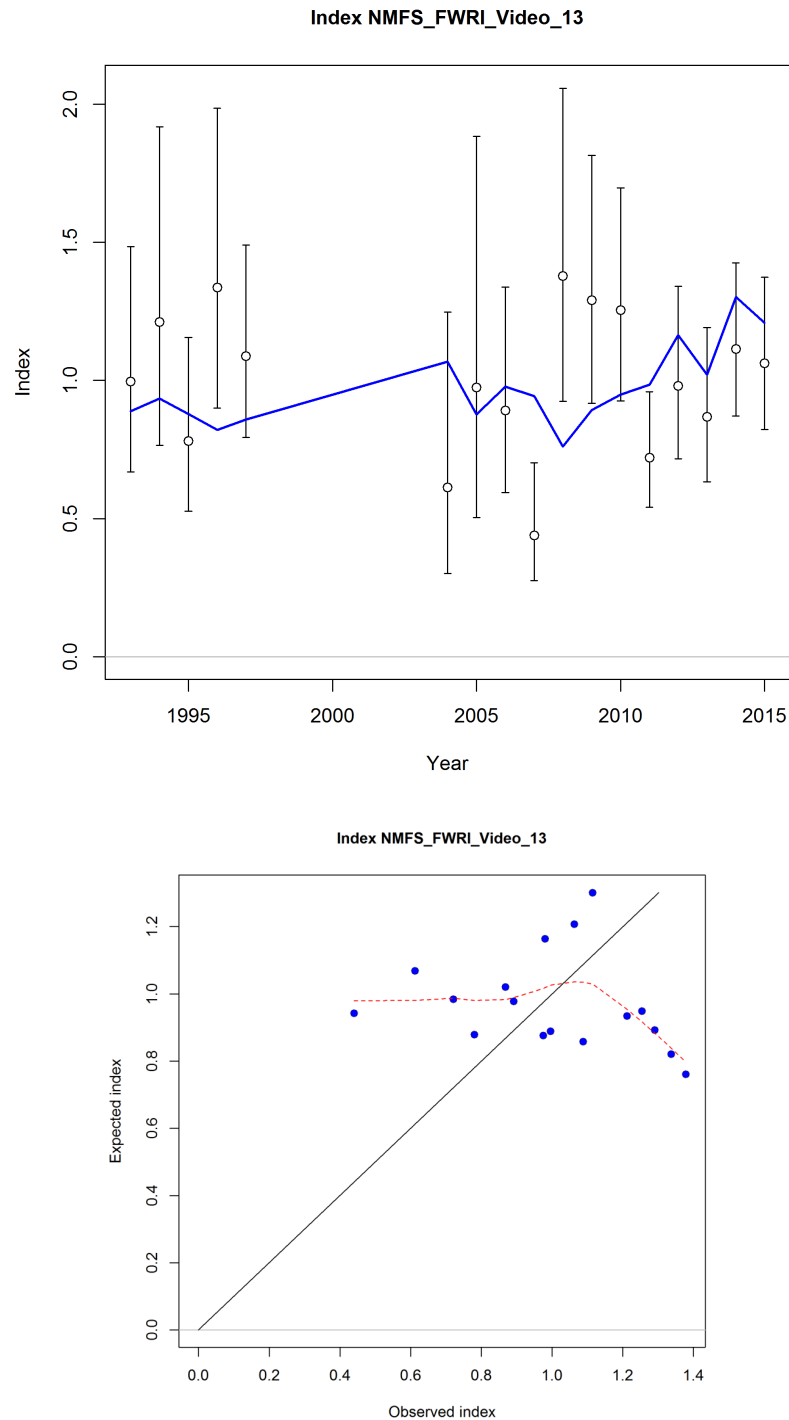 Index NMFS_FWRI_Video_13
2.0
1.5
1.0
0.5
0.0
Index
1995 2000 2005 2010 2015
Year
Index NMFS_FWRI_Video_13
1.2
1.0
0.8
0.6
0.4
0.2
0.0
Expected index
0.0 0.2 0.4 0.6 0.8 1.0 1.2 1.4
Observed index